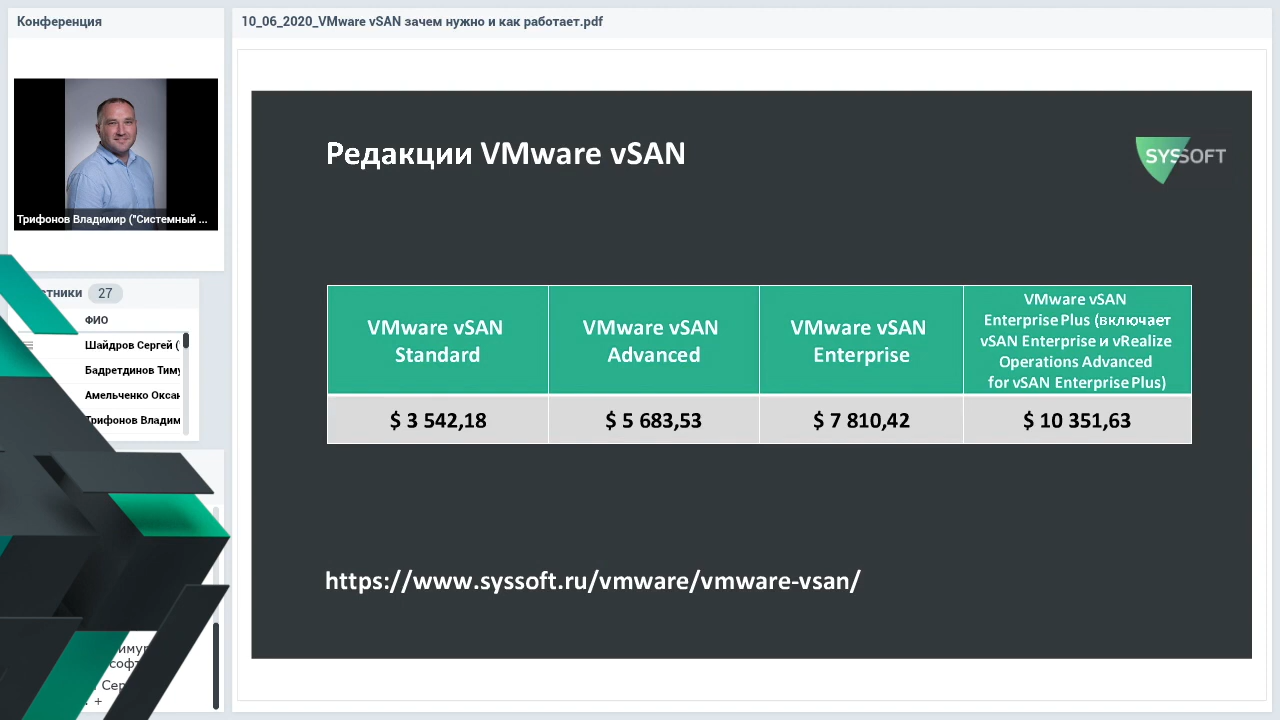 Конференция
10_06_2020_VMware vSAN зачем нужно и как работает.pdf
Трифонов Владимир ("Системный ...
стники 27
ФИО
Шайдров Сергей (
Бадретдинов Тиму
Амельченко Оксан
Трифонов Владим
Редакции VMware vSAN
SYSSOFT
VMware vSAN
Standard
VMware vSAN
Advanced
VMware vSAN
Enterprise
VMware vSAN
Enterprise Plus (включает
vSAN Enterprise и vRealize
Operations Advanced
for vSAN Enterprise Plus)
$ 3 542,18
$ 5 683,53
$ 7 810,42
$ 10 351,63
https://www.syssoft.ru/vmware/vmware-vsan/